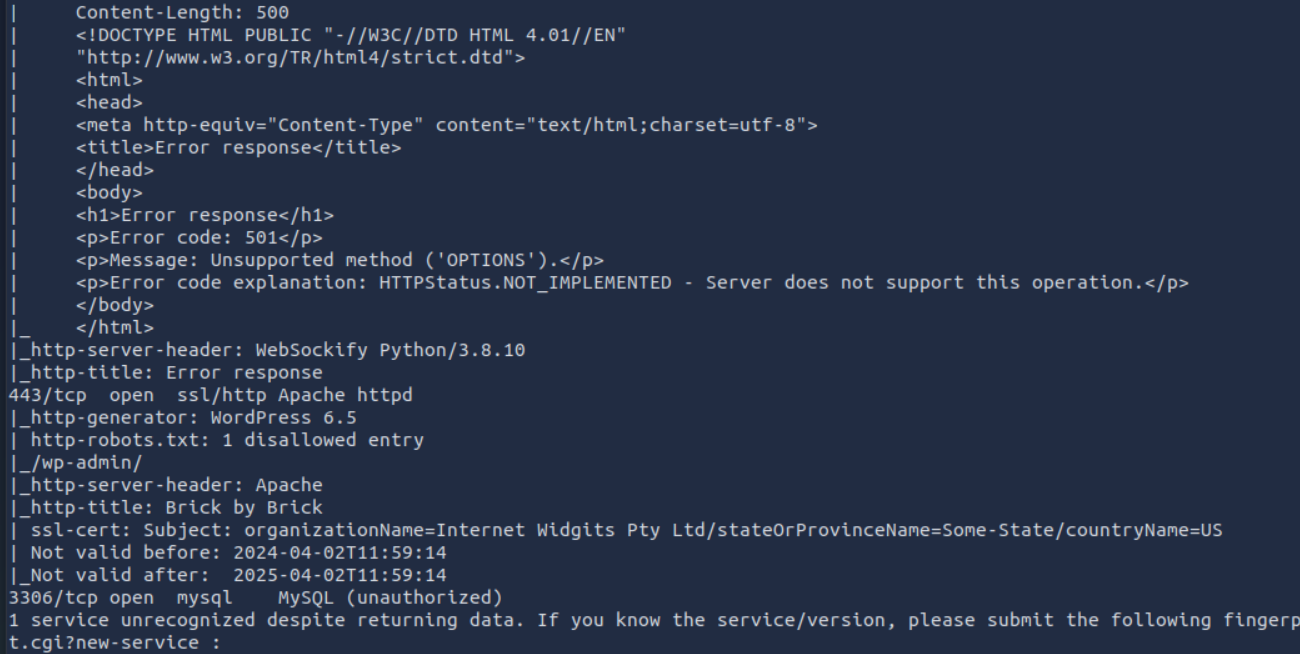 |     Content-Length: 500
|     <!DOCTYPE HTML PUBLIC "-//W3C//DTD HTML 4.01//EN"
|     "http://www.w3.org/TR/html4/strict.dtd">
|     <html>
|     <head>
|     <meta http-equiv="Content-Type" content="text/html;charset=utf-8">
|     <title>Error response</title>
|     </head>
|     <body>
|     <h1>Error response</h1>
|     <p>Error code: 501</p>
|     <p>Message: Unsupported method ('OPTIONS').</p>
|     <p>Error code explanation: HTTPStatus.NOT_IMPLEMENTED - Server does not support this operation.</p>
|     </body>
|_    </html>
|_http-server-header: WebSockify Python/3.8.10
|_http-title: Error response
443/tcp  open  ssl/http Apache httpd
|_http-generator: WordPress 6.5
| http-robots.txt: 1 disallowed entry
|_/wp-admin/
|_http-server-header: Apache
|_http-title: Brick by Brick
| ssl-cert: Subject: organizationName=Internet Widgits Pty Ltd/stateOrProvinceName=Some-State/countryName=US
| Not valid before: 2024-04-02T11:59:14
|_Not valid after:  2025-04-02T11:59:14
3306/tcp open  mysql    MySQL (unauthorized)
1 service unrecognized despite returning data. If you know the service/version, please submit the following fingerp
t.cgi?new-service :